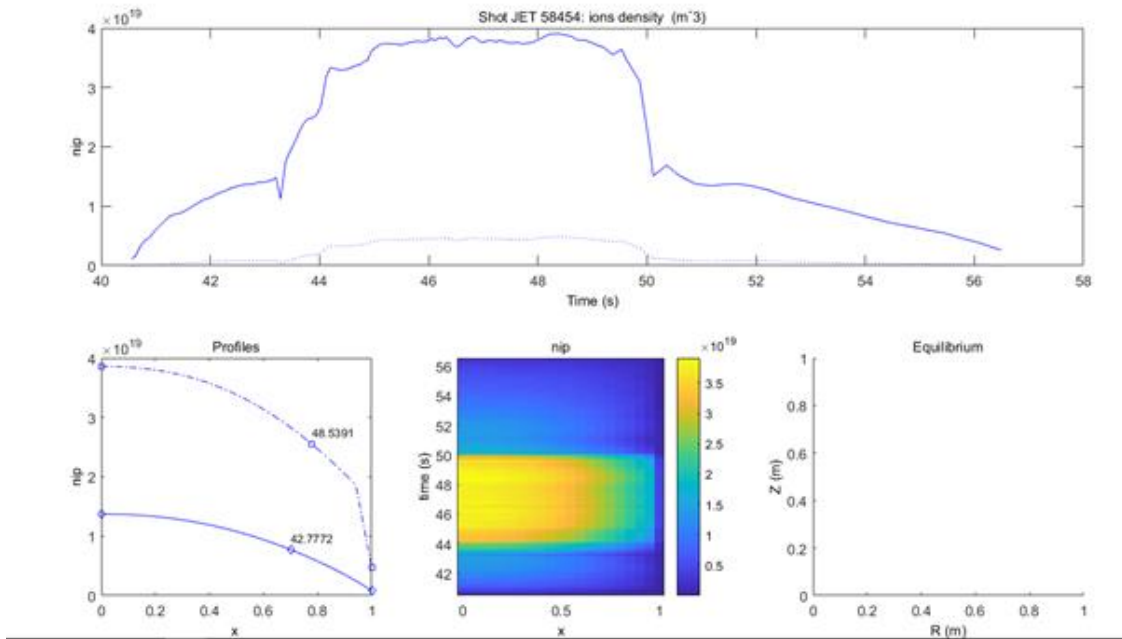 Shot JET 58454: ions density (m^3)
×10^19
4
3
2
1
0
nip
40 42 44 46 48 50 52 54 56 58
Time (s)
Profiles
×10^19
4
3
2
1
0
nip
48.5391
42.7772
0 0.2 0.4 0.6 0.8 1
x
nip
×10^19
56
54
52
50
48
46
44
42
time (s)
0 0.5 1
x
3.5
3
2.5
2
1.5
1
0.5
Equilibrium
1
0.8
0.6
0.4
0.2
0
Z (m)
0 0.2 0.4 0.6 0.8 1
R (m)